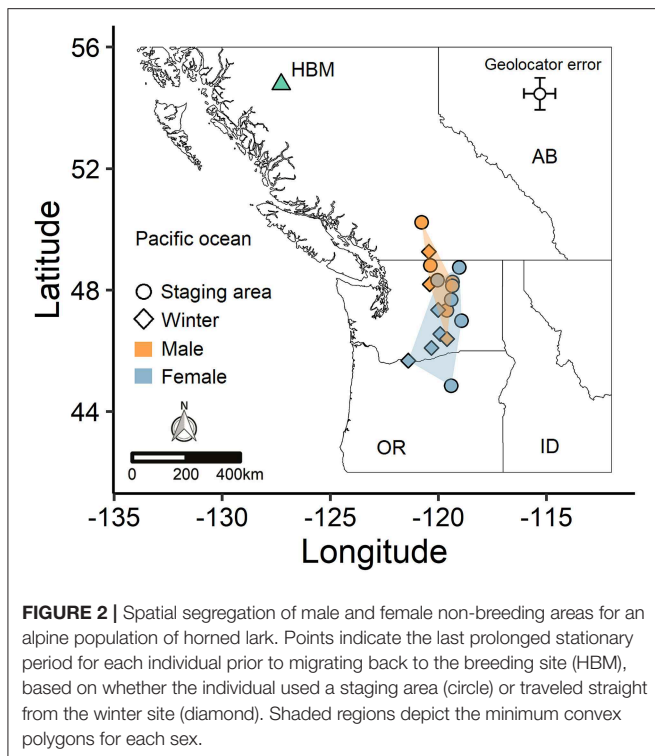 56
52
48
44
Latitude
HBM
Geolocator error
AB
Pacific ocean
Staging area
Winter
Male
Female
N
0 200 400km
OR
ID
-135 -130 -125 -120 -115
Longitude
FIGURE 2 | Spatial segregation of male and female non-breeding areas for an
alpine population of horned lark. Points indicate the last prolonged stationary
period for each individual prior to migrating back to the breeding site (HBM),
based on whether the individual used a staging area (circle) or traveled straight
from the winter site (diamond). Shaded regions depict the minimum convex
polygons for each sex.